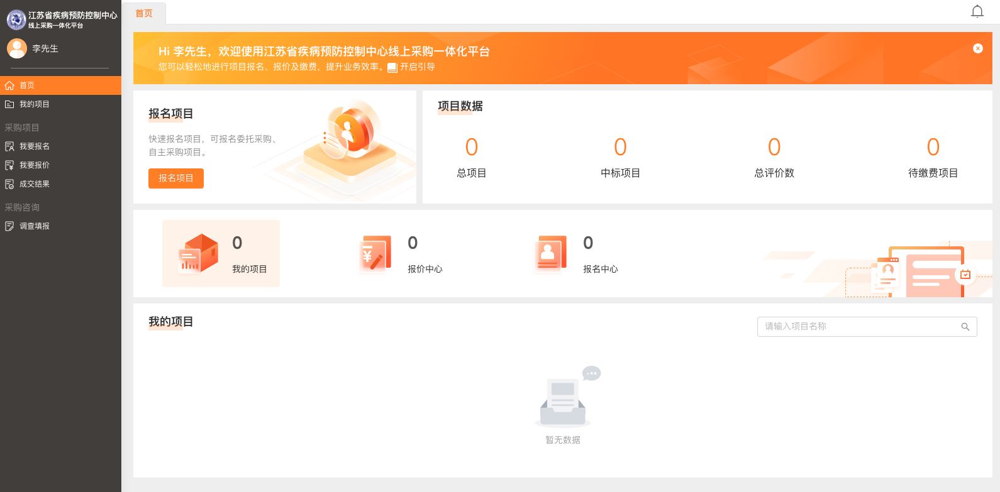 江苏省疾病预防控制中心
线上采购一体化平台
李先生
首页
我的项目
采购项目
我要报名
我要报价
成交结果
采购咨询
调查填报
首页
Hi 李先生，欢迎使用江苏省疾病预防控制中心线上采购一体化平台
您可以轻松地进行项目报名、报价及缴费，提升业务效率。 开启引导
报名项目
快速报名项目，可报名委托采购、
自主采购项目。
报名项目
项目数据
0 0 0 0
总项目 中标项目 总评价数 待缴费项目
0 0 0
我的项目 报价中心 报名中心
我的项目
请输入项目名称
暂无数据